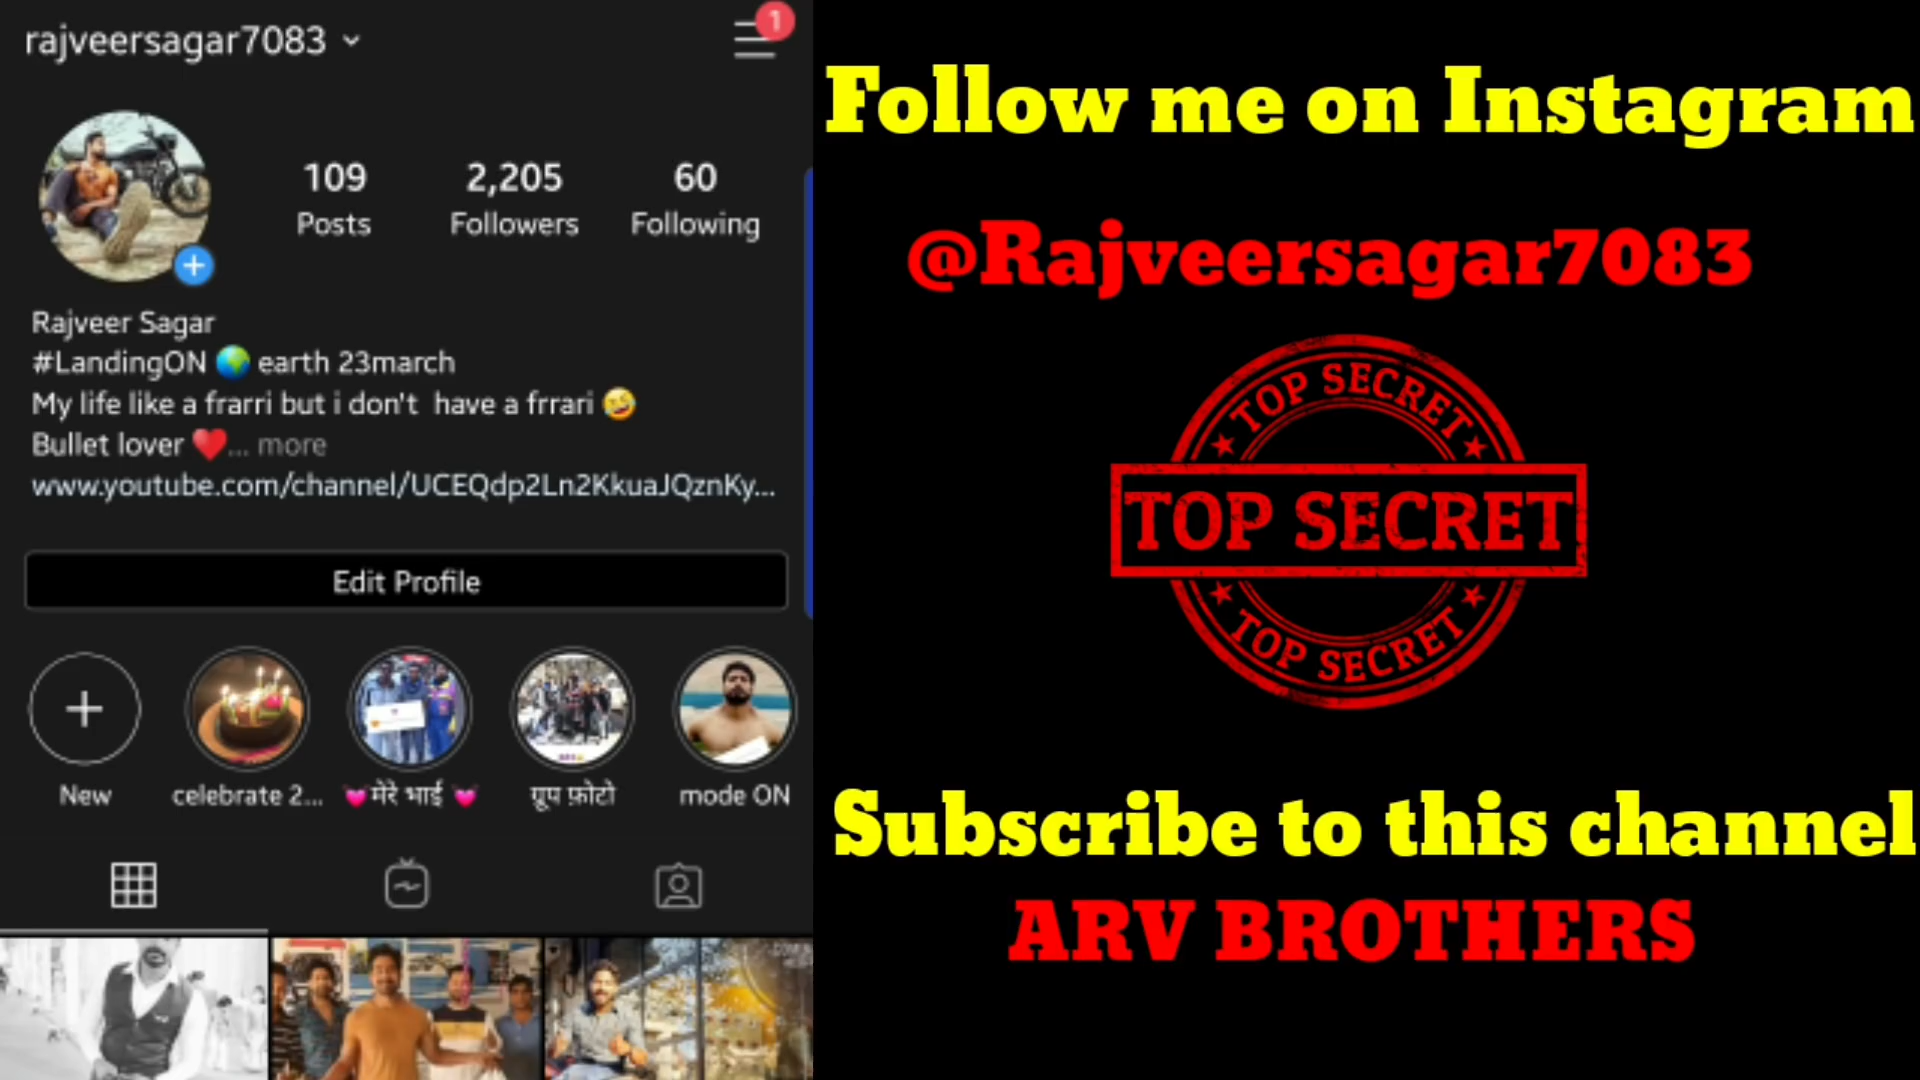 rajveersagar7083
1
109
Posts
2,205
Followers
60
Following
Rajveer Sagar
#LandingON 🌍 earth 23march
My life like a frarri but i don't have a frrari 🤣
Bullet lover ❤️... more
www.youtube.com/channel/UCEQdp2Ln2KkuaJQznKy...
Edit Profile
New
celebrate 2...
💓मेरे भाई 💓
ग्रूप फ़ोटो
mode ON
Follow me on Instagram
@Rajveersagar7083
TOP SECRET
TOP SECRET
TOP SECRET
Subscribe to this channel
ARV BROTHERS